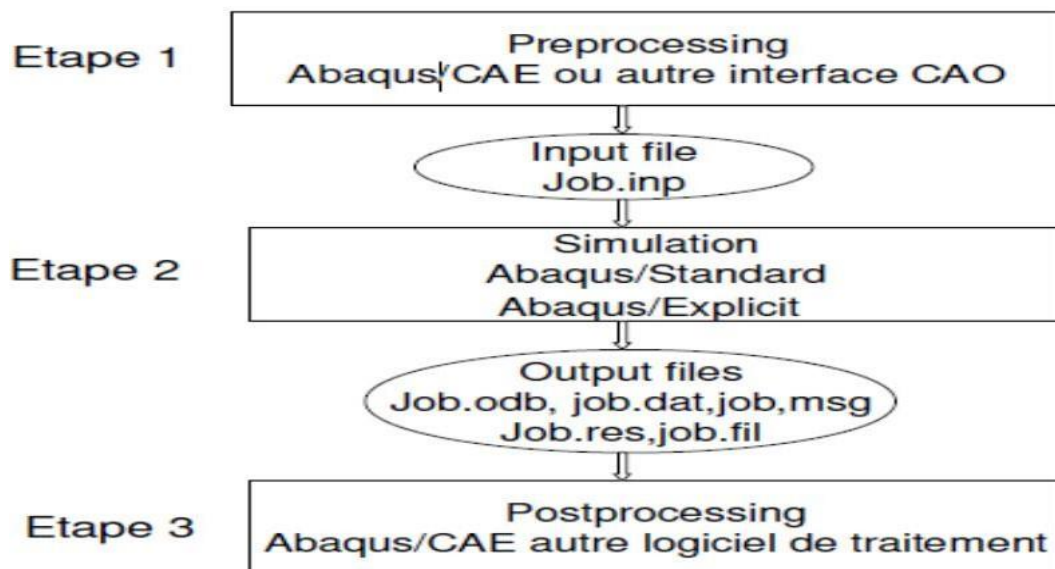 Etape 1
Preprocessing
Abaqus/CAE ou autre interface CAO
Input file
Job.inp
Etape 2
Simulation
Abaqus/Standard
Abaqus/Explicit
Output files
Job.odb, job.dat,job,msg
Job.res,job.fil
Etape 3
Postprocessing
Abaqus/CAE autre logiciel de traitement